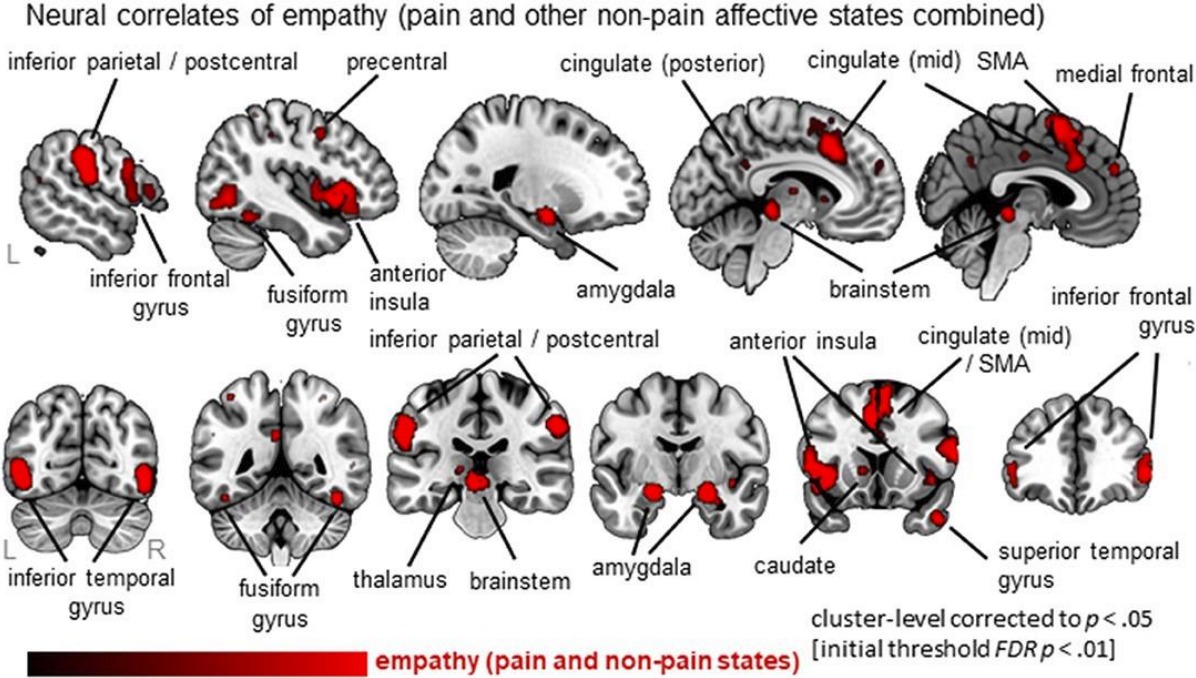 Neural correlates of empathy (pain and other non-pain affective states combined)
inferior parietal / postcentral
precentral
cingulate (posterior)
cingulate (mid)
SMA
medial frontal
L
inferior frontal
gyrus
fusiform
gyrus
anterior
insula
amygdala
brainstem
inferior frontal
gyrus
inferior parietal / postcentral
anterior insula
cingulate (mid)
/ SMA
L
R
inferior temporal
gyrus
fusiform
gyrus
thalamus
brainstem
amygdala
caudate
superior temporal
gyrus
cluster-level corrected to p < .05
[initial threshold FDR p < .01]
empathy (pain and non-pain states)